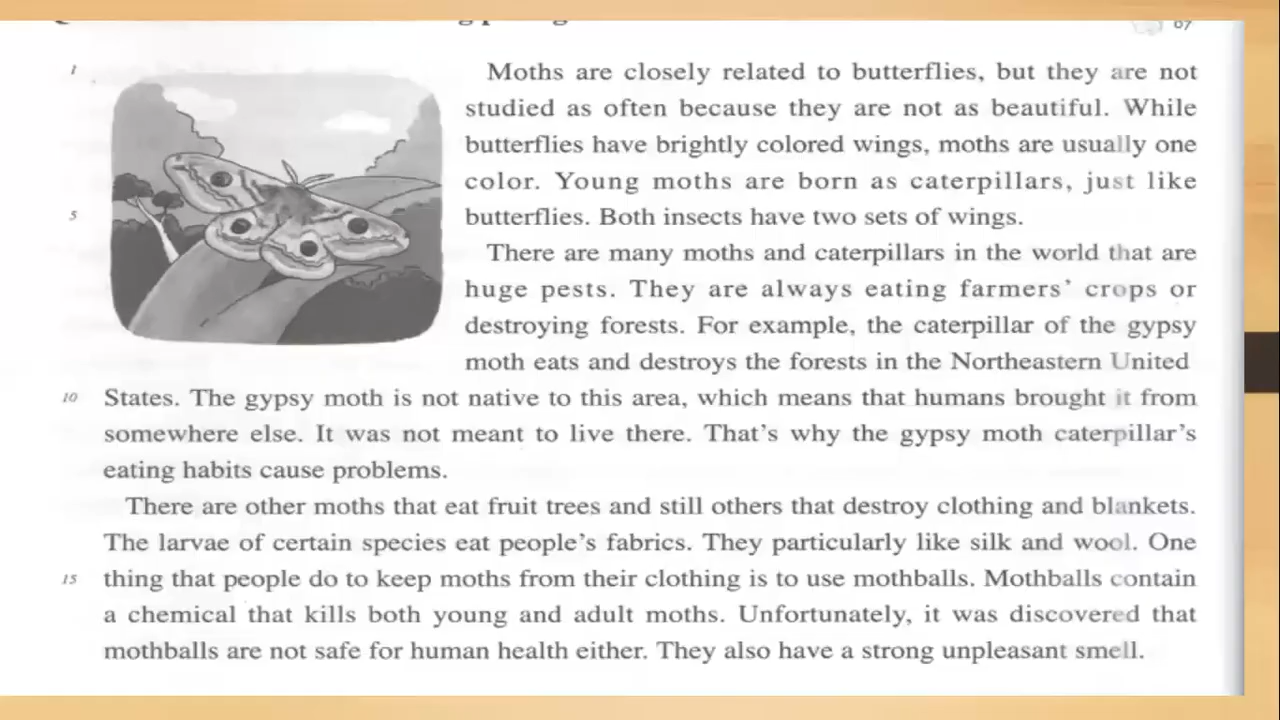 67
1
Moths are closely related to butterflies, but they are not
studied as often because they are not as beautiful. While
butterflies have brightly colored wings, moths are usually one
color. Young moths are born as caterpillars, just like
5
butterflies. Both insects have two sets of wings.
There are many moths and caterpillars in the world that are
huge pests. They are always eating farmers' crops or
destroying forests. For example, the caterpillar of the gypsy
moth eats and destroys the forests in the Northeastern United
10
States. The gypsy moth is not native to this area, which means that humans brought it from
somewhere else. It was not meant to live there. That's why the gypsy moth caterpillar's
eating habits cause problems.
There are other moths that eat fruit trees and still others that destroy clothing and blankets.
The larvae of certain species eat people's fabrics. They particularly like silk and wool. One
15
thing that people do to keep moths from their clothing is to use mothballs. Mothballs contain
a chemical that kills both young and adult moths. Unfortunately, it was discovered that
mothballs are not safe for human health either. They also have a strong unpleasant smell.